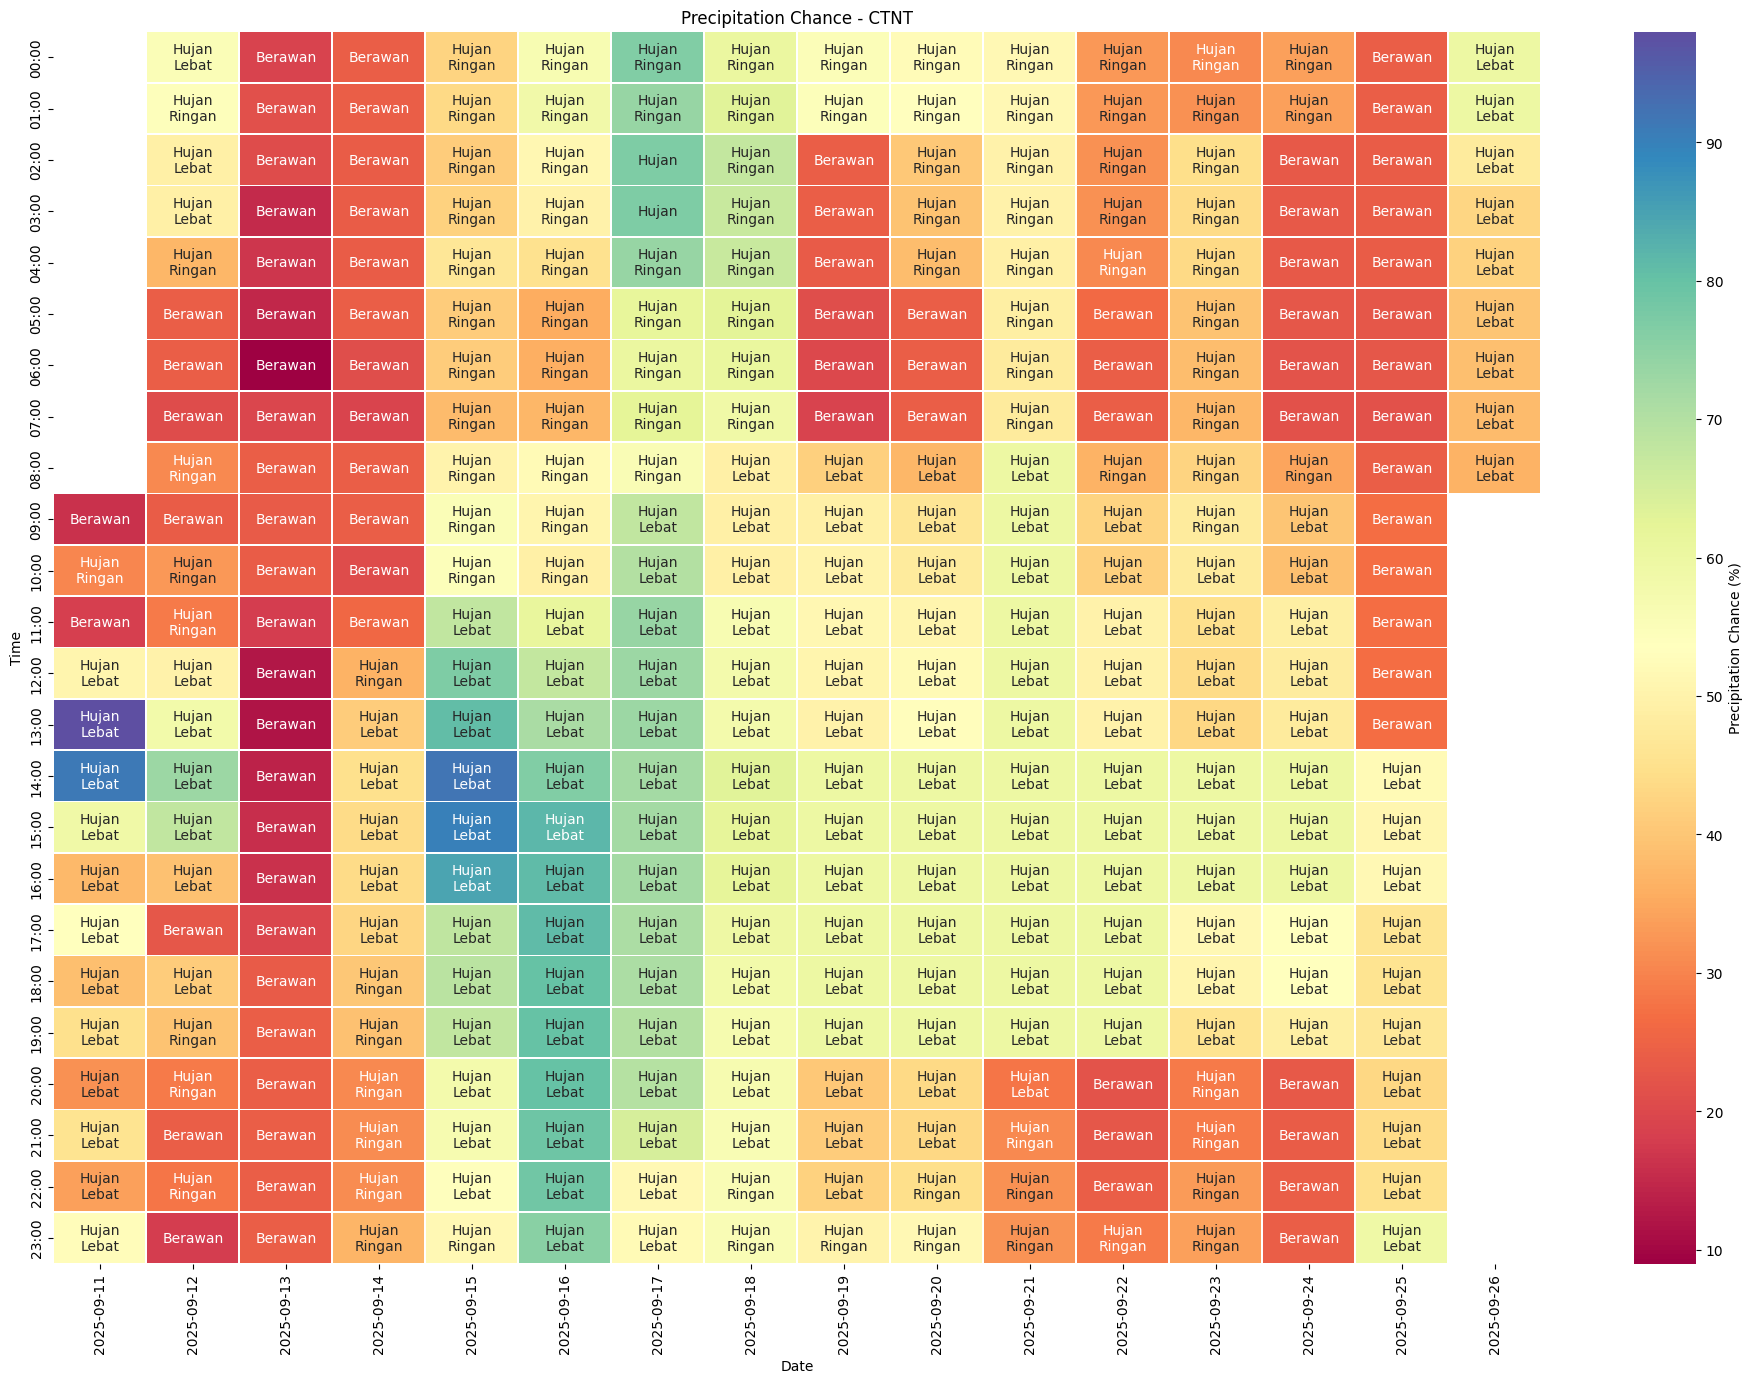 Precipitation Chance - CTNT
00:00 Hujan Lebat Berawan Berawan Hujan Ringan Hujan Ringan Hujan Ringan Hujan Ringan Hujan Ringan Hujan Ringan Hujan Ringan Hujan Ringan Hujan Ringan Hujan Ringan Berawan Hujan Lebat
01:00 Hujan Ringan Berawan Berawan Hujan Ringan Hujan Ringan Hujan Ringan Hujan Ringan Hujan Ringan Hujan Ringan Hujan Ringan Hujan Ringan Hujan Ringan Hujan Ringan Berawan Hujan Lebat
02:00 Hujan Lebat Berawan Berawan Hujan Ringan Hujan Ringan Hujan Hujan Ringan Berawan Hujan Ringan Hujan Ringan Hujan Ringan Hujan Ringan Berawan Berawan Hujan Lebat
03:00 Hujan Lebat Berawan Berawan Hujan Ringan Hujan Ringan Hujan Hujan Ringan Berawan Hujan Ringan Hujan Ringan Hujan Ringan Hujan Ringan Berawan Berawan Hujan Lebat
04:00 Hujan Ringan Berawan Berawan Hujan Ringan Hujan Ringan Hujan Ringan Hujan Ringan Berawan Hujan Ringan Hujan Ringan Hujan Ringan Hujan Ringan Berawan Berawan Hujan Lebat
05:00 Berawan Berawan Berawan Hujan Ringan Hujan Ringan Hujan Ringan Hujan Ringan Berawan Berawan Hujan Ringan Berawan Hujan Ringan Berawan Berawan Hujan Lebat
06:00 Berawan Berawan Berawan Hujan Ringan Hujan Ringan Hujan Ringan Hujan Ringan Berawan Berawan Hujan Ringan Berawan Hujan Ringan Berawan Berawan Hujan Lebat
07:00 Berawan Berawan Berawan Hujan Ringan Hujan Ringan Hujan Ringan Hujan Ringan Berawan Berawan Hujan Ringan Berawan Hujan Ringan Berawan Berawan Hujan Lebat
08:00 Hujan Ringan Berawan Berawan Hujan Ringan Hujan Ringan Hujan Ringan Hujan Lebat Hujan Lebat Hujan Lebat Hujan Lebat Hujan Ringan Hujan Ringan Hujan Ringan Berawan Hujan Lebat
09:00 Berawan Berawan Berawan Berawan Hujan Ringan Hujan Ringan Hujan Lebat Hujan Lebat Hujan Lebat Hujan Lebat Hujan Lebat Hujan Lebat Hujan Ringan Hujan Lebat Berawan
10:00 Hujan Ringan Hujan Ringan Berawan Berawan Hujan Ringan Hujan Ringan Hujan Lebat Hujan Lebat Hujan Lebat Hujan Lebat Hujan Lebat Hujan Lebat Hujan Lebat Hujan Lebat Berawan
11:00 Berawan Hujan Ringan Berawan Berawan Hujan Lebat Hujan Lebat Hujan Lebat Hujan Lebat Hujan Lebat Hujan Lebat Hujan Lebat Hujan Lebat Hujan Lebat Hujan Lebat Berawan
12:00 Hujan Lebat Hujan Lebat Berawan Hujan Ringan Hujan Lebat Hujan Lebat Hujan Lebat Hujan Lebat Hujan Lebat Hujan Lebat Hujan Lebat Hujan Lebat Hujan Lebat Hujan Lebat Berawan
13:00 Hujan Lebat Hujan Lebat Berawan Hujan Lebat Hujan Lebat Hujan Lebat Hujan Lebat Hujan Lebat Hujan Lebat Hujan Lebat Hujan Lebat Hujan Lebat Hujan Lebat Hujan Lebat Berawan
14:00 Hujan Lebat Hujan Lebat Berawan Hujan Lebat Hujan Lebat Hujan Lebat Hujan Lebat Hujan Lebat Hujan Lebat Hujan Lebat Hujan Lebat Hujan Lebat Hujan Lebat Hujan Lebat Hujan Lebat
15:00 Hujan Lebat Hujan Lebat Berawan Hujan Lebat Hujan Lebat Hujan Lebat Hujan Lebat Hujan Lebat Hujan Lebat Hujan Lebat Hujan Lebat Hujan Lebat Hujan Lebat Hujan Lebat Hujan Lebat
16:00 Hujan Lebat Hujan Lebat Berawan Hujan Lebat Hujan Lebat Hujan Lebat Hujan Lebat Hujan Lebat Hujan Lebat Hujan Lebat Hujan Lebat Hujan Lebat Hujan Lebat Hujan Lebat Hujan Lebat
17:00 Hujan Lebat Berawan Berawan Hujan Lebat Hujan Lebat Hujan Lebat Hujan Lebat Hujan Lebat Hujan Lebat Hujan Lebat Hujan Lebat Hujan Lebat Hujan Lebat Hujan Lebat Hujan Lebat
18:00 Hujan Lebat Hujan Lebat Berawan Hujan Ringan Hujan Lebat Hujan Lebat Hujan Lebat Hujan Lebat Hujan Lebat Hujan Lebat Hujan Lebat Hujan Lebat Hujan Lebat Hujan Lebat Hujan Lebat
19:00 Hujan Lebat Hujan Ringan Berawan Hujan Ringan Hujan Lebat Hujan Lebat Hujan Lebat Hujan Lebat Hujan Lebat Hujan Lebat Hujan Lebat Hujan Lebat Hujan Lebat Hujan Lebat Hujan Lebat
20:00 Hujan Lebat Hujan Ringan Berawan Hujan Ringan Hujan Lebat Hujan Lebat Hujan Lebat Hujan Lebat Hujan Lebat Hujan Lebat Hujan Lebat Berawan Hujan Ringan Berawan Hujan Lebat
21:00 Hujan Lebat Berawan Berawan Hujan Ringan Hujan Lebat Hujan Lebat Hujan Lebat Hujan Lebat Hujan Lebat Hujan Lebat Hujan Ringan Berawan Hujan Ringan Berawan Hujan Lebat
22:00 Hujan Lebat Hujan Ringan Berawan Hujan Ringan Hujan Lebat Hujan Lebat Hujan Lebat Hujan Ringan Hujan Lebat Hujan Ringan Hujan Ringan Berawan Hujan Ringan Berawan Hujan Lebat
23:00 Hujan Lebat Berawan Berawan Hujan Ringan Hujan Ringan Hujan Lebat Hujan Lebat Hujan Ringan Hujan Ringan Hujan Ringan Hujan Ringan Hujan Ringan Hujan Ringan Berawan Hujan Lebat
Time
2025-09-11 2025-09-12 2025-09-13 2025-09-14 2025-09-15 2025-09-16 2025-09-17 2025-09-18 2025-09-19 2025-09-20 2025-09-21 2025-09-22 2025-09-23 2025-09-24 2025-09-25 2025-09-26
Date
90
80
70
60
50
40
30
20
10
Precipitation Chance (%)